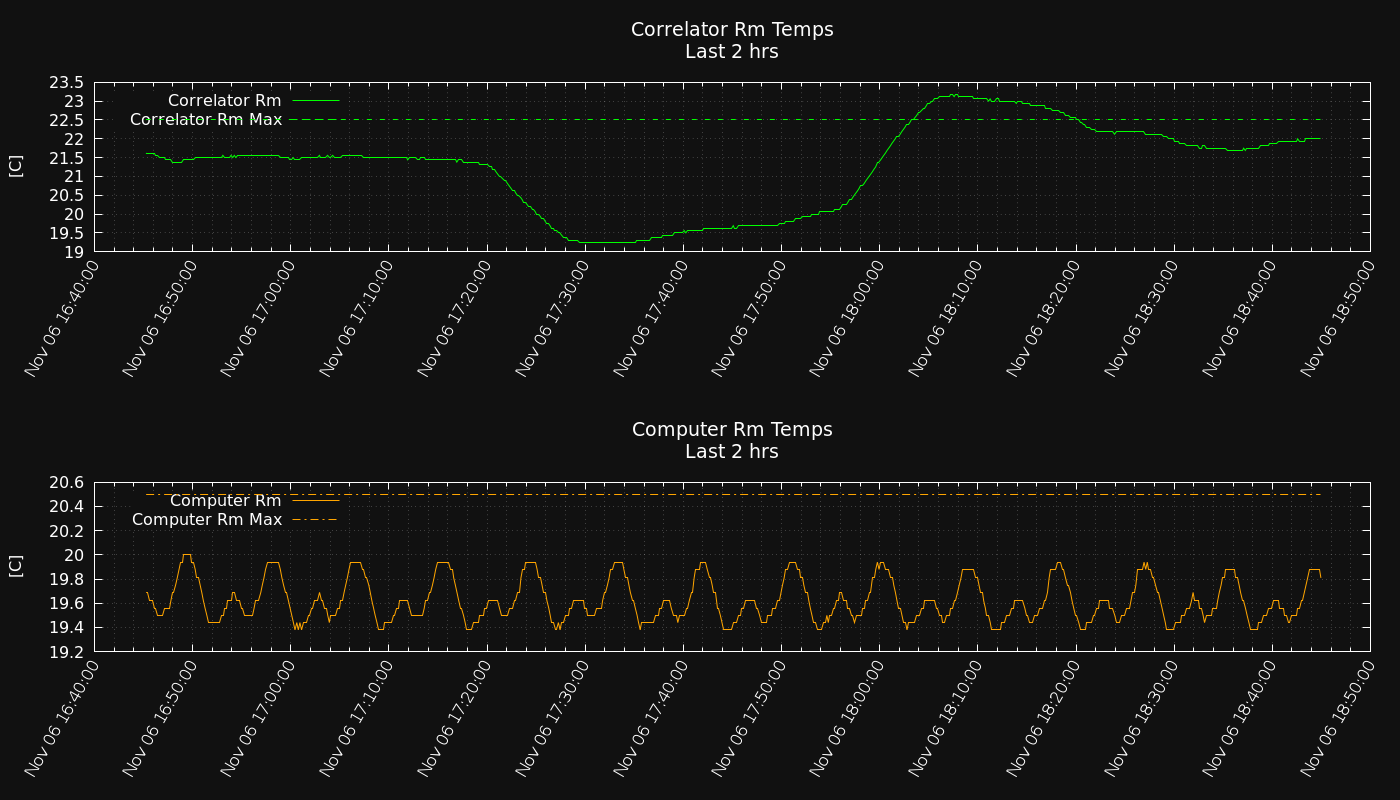 Correlator Rm Temps
Last 2 hrs
23.5
23
22.5
22
21.5
21
20.5
20
19.5
19
[C]
Correlator Rm
Correlator Rm Max
Nov 06 16:40:00
Nov 06 16:50:00
Nov 06 17:00:00
Nov 06 17:10:00
Nov 06 17:20:00
Nov 06 17:30:00
Nov 06 17:40:00
Nov 06 17:50:00
Nov 06 18:00:00
Nov 06 18:10:00
Nov 06 18:20:00
Nov 06 18:30:00
Nov 06 18:40:00
Nov 06 18:50:00
Computer Rm Temps
Last 2 hrs
20.6
20.4
20.2
20
19.8
19.6
19.4
19.2
[C]
Computer Rm
Computer Rm Max
Nov 06 16:40:00
Nov 06 16:50:00
Nov 06 17:00:00
Nov 06 17:10:00
Nov 06 17:20:00
Nov 06 17:30:00
Nov 06 17:40:00
Nov 06 17:50:00
Nov 06 18:00:00
Nov 06 18:10:00
Nov 06 18:20:00
Nov 06 18:30:00
Nov 06 18:40:00
Nov 06 18:50:00